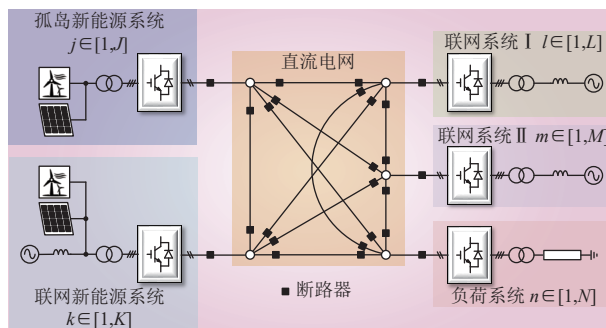 孤岛新能源系统
j∈[1,J]
直流电网
联网系统Ⅰ l∈[1,L]
联网系统Ⅱ m∈[1,M]
联网新能源系统
k∈[1,K]
■断路器
负荷系统 n∈[1,N]